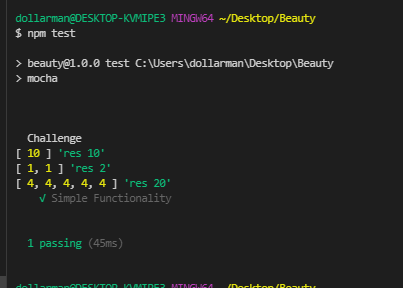 dollarman@DESKTOP-KVMIPE3 MINGW64 ~/Desktop/Beauty
$ npm test
> beauty@1.0.0 test C:\Users\dollarman\Desktop\Beauty
> mocha
Challenge
[ 10 ] 'res 10'
[ 1, 1 ] 'res 2'
[ 4, 4, 4, 4, 4 ] 'res 20'
√ Simple Functionality
1 passing (45ms)
dollarman@DESKTOP-KVMIPE3 MINGW64 ~/Desktop/Beauty